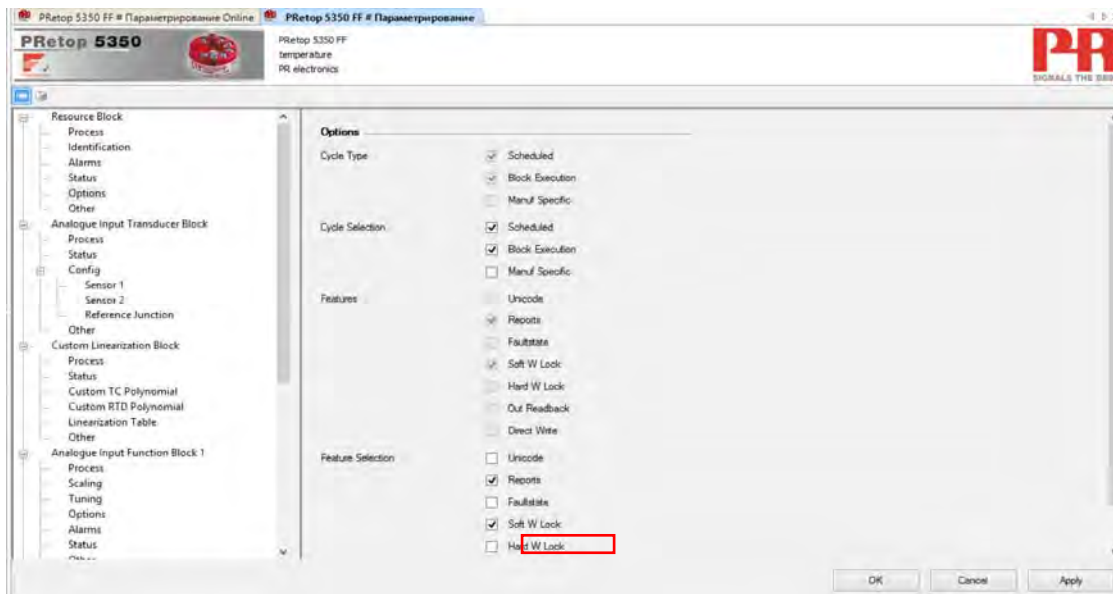 PRetop 5350 FF # Параметрирование Online
PRetop 5350 FF # Параметрирование
PRetop 5350
PRetop 5350 FF
temperature
PR electronics
PR
SIGNALS THE
Resource Block
Process
Identification
Alarms
Status
Options
Other
Analogue Input Transducer Block
Process
Status
Config
Sensor 1
Sensor 2
Reference Junction
Other
Custom Linearization Block
Process
Status
Custom TC Polynomial
Custom RTD Polynomial
Linearization Table
Other
Analogue Input Function Block 1
Process
Scaling
Tuning
Options
Alarms
Status
Options
Cycle Type
Scheduled
Block Execution
Manuf Specific
Cycle Selection
Scheduled
Block Execution
Manuf Specific
Features
Unicode
Reports
Faultstate
Soft W Lock
Hard W Lock
Out Readback
Direct Write
Feature Selection
Unicode
Reports
Faultstate
Soft W Lock
Hard W Lock
OK
Cancel
Apply